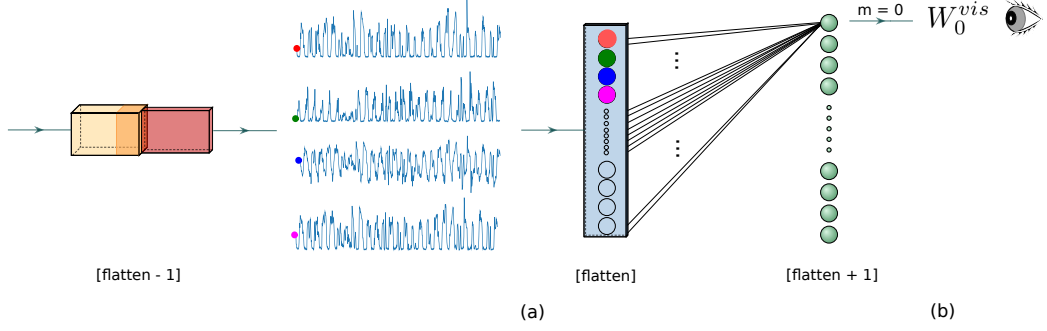 m = 0
W_0^{vis}
[flatten - 1]
[flatten]
[flatten + 1]
(a)
(b)